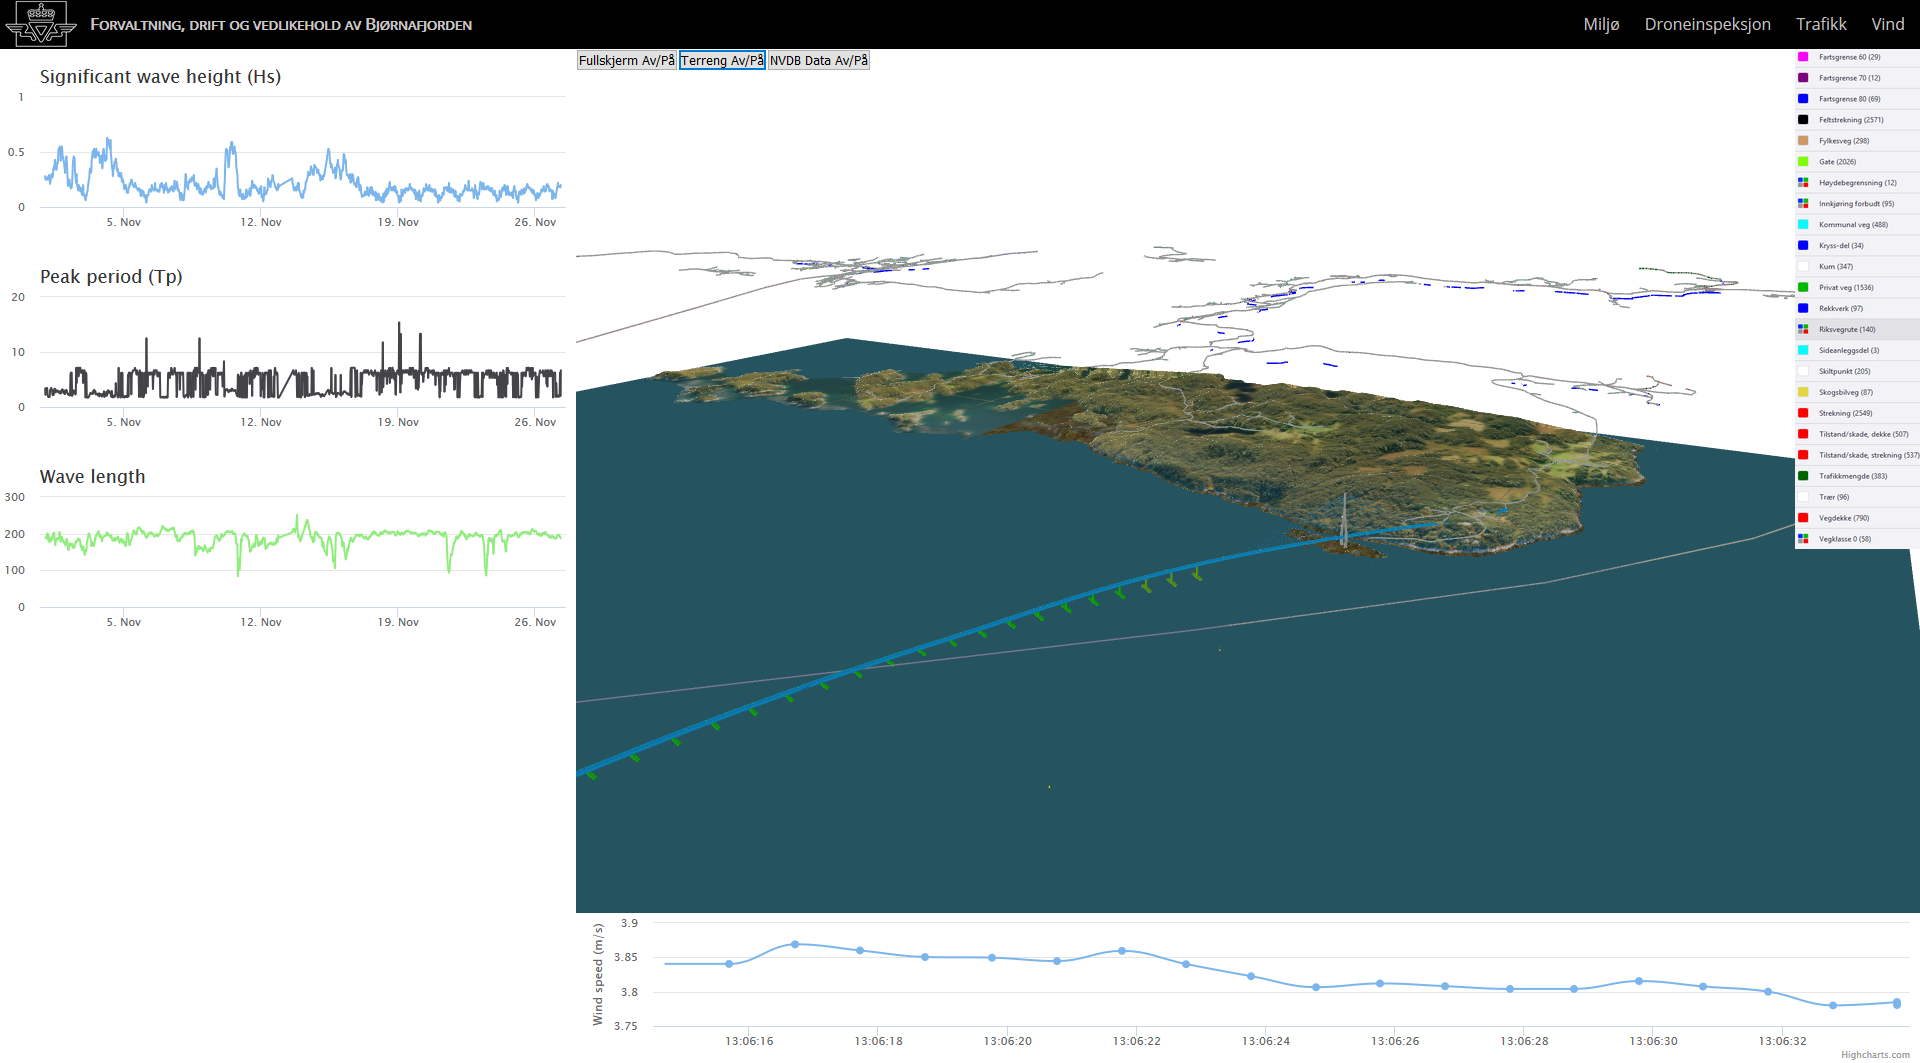 Forvaltning, drift og vedlikehold av Bjørnafjorden
Miljø
Droneinspeksjon
Trafikk
Vind
Significant wave height (Hs)
1
0.5
0
5. Nov
12. Nov
19. Nov
26. Nov
Peak period (Tp)
20
10
0
5. Nov
12. Nov
19. Nov
26. Nov
Wave length
300
200
100
0
5. Nov
12. Nov
19. Nov
26. Nov
Fullskjerm Av/På
Terreng Av/På
NVDB Data Av/På
Fartsgrense 60 (29)
Fartsgrense 70 (12)
Fartsgrense 80 (69)
Feltstrekning (2571)
Fylkesveg (298)
Gate (2026)
Høydebegrensning (12)
Innkjøring forbudt (95)
Kommunal veg (488)
Kryss-del (34)
Kum (347)
Privat veg (1536)
Rekkverk (97)
Riksvegrute (140)
Sideanleggsdel (3)
Skiltpunkt (205)
Skogsbilveg (87)
Strekning (2549)
Tilstand/skade, dekke (507)
Tilstand/skade, strekning (537)
Trafikkmengde (383)
Trær (96)
Vegdekke (790)
Vegklasse 0 (58)
Wind speed (m/s)
3.9
3.85
3.8
3.75
13:06:16
13:06:18
13:06:20
13:06:22
13:06:24
13:06:26
13:06:28
13:06:30
13:06:32
Highcharts.com